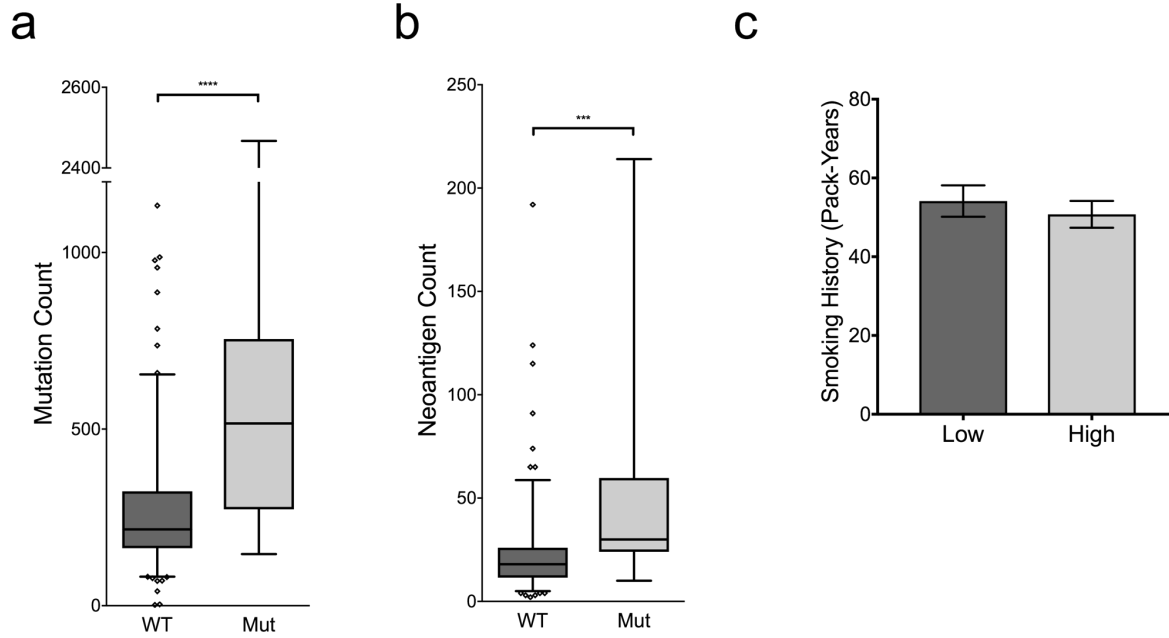 a
2600
2400
1000
500
0
Mutation Count
****
WT
Mut
b
250
200
150
100
50
0
Neoantigen Count
***
WT
Mut
c
80
60
40
20
0
Smoking History (Pack-Years)
Low
High